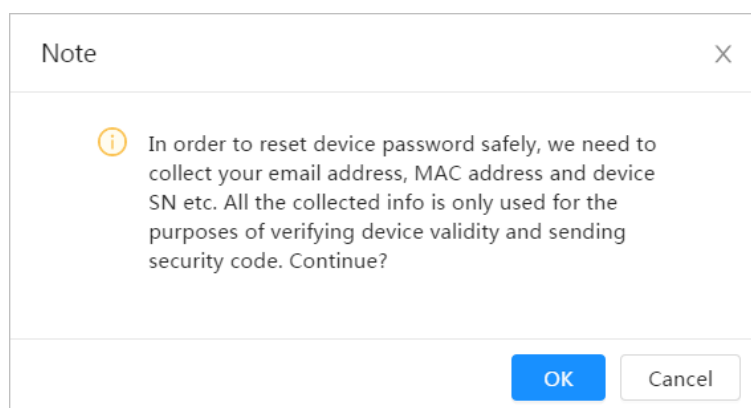 Note
In order to reset device password safely, we need to
collect your email address, MAC address and device
SN etc. All the collected info is only used for the
purposes of verifying device validity and sending
security code. Continue?
OK
Cancel